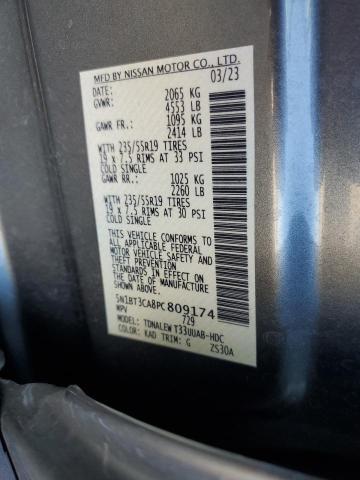 MFD BY NISSAN MOTOR CO., LTD.
DATE: 03/23
GVWR: 2065 KG
4553 LB
GAWR FR.: 1095 KG
2414 LB
WITH 235/55R19 TIRES
19 x 7.5 RIMS AT 33 PSI
COLD SINGLE
GAWR RR.: 1025 KG
2260 LB
WITH 235/55R19 TIRES
19 x 7.5 RIMS AT 30 PSI
COLD SINGLE
THIS VEHICLE CONFORMS TO
ALL APPLICABLE FEDERAL
MOTOR VEHICLE SAFETY AND
THEFT PREVENTION
STANDARDS IN EFFECT ON
THE DATE OF MANUFACTURE
SHOWN ABOVE.
5N1BT3CA8PC809174
MPV 729
MODEL: TDNALEW T33UUAB-HDC
COLOR: KAD TRIM: G ZS30A